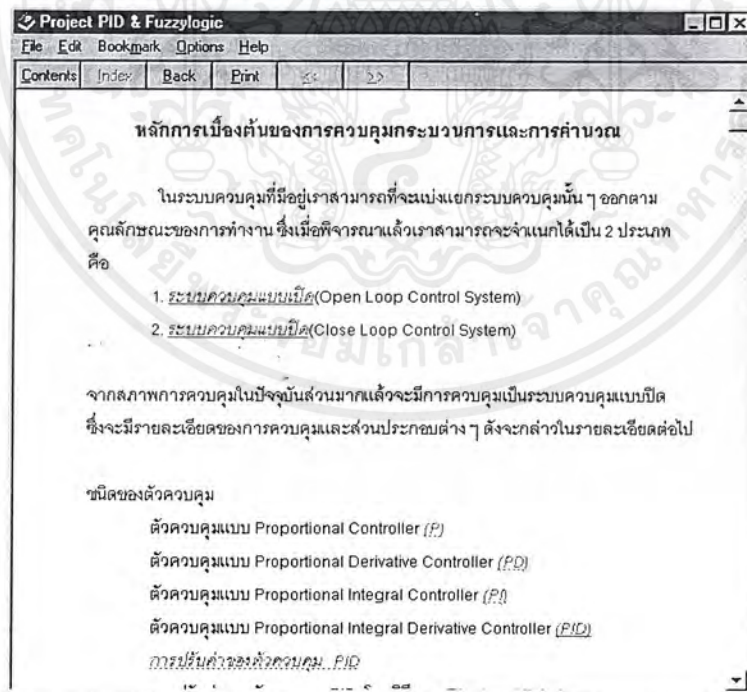 Project PID & Fuzzylogic
File Edit Bookmark Options Help
Contents Index Back Print << >>
หลักการเบื้องต้นของการควบคุมกระบวนการและการคำนวณ
ในระบบควบคุมที่มีอยู่เราสามารถที่จะแบ่งแยกระบบควบคุมนั้น ๆ ออกตาม
คุณลักษณะของการทำงาน ซึ่งเมื่อพิจารณาแล้วเราสามารถจะจำแนกได้เป็น 2 ประเภท
คือ
1. ระบบควบคุมแบบเปิด(Open Loop Control System)
2. ระบบควบคุมแบบปิด(Close Loop Control System)
จากสภาพการควบคุมในปัจจุบันส่วนมากแล้วจะมีการควบคุมเป็นระบบควบคุมแบบปิด
ซึ่งจะมีรายละเอียดของการควบคุมและส่วนประกอบต่าง ๆ ดังจะกล่าวในรายละเอียดต่อไป
ชนิดของตัวควบคุม
ตัวควบคุมแบบ Proportional Controller (P)
ตัวควบคุมแบบ Proportional Derivative Controller (PD)
ตัวควบคุมแบบ Proportional Integral Controller (PI)
ตัวควบคุมแบบ Proportional Integral Derivative Controller (PID)
การปรับค่าของตัวควบคุม PID